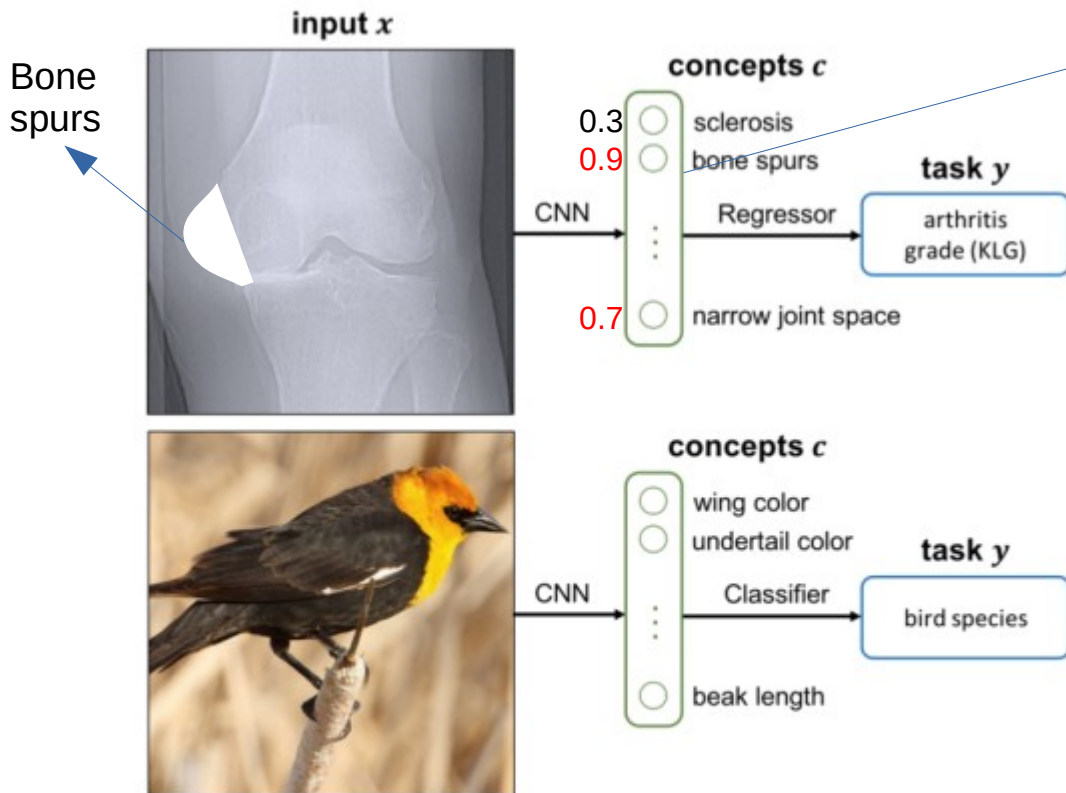 input x
Bone
spurs
concepts c
0.3 sclerosis
0.9 bone spurs
task y
CNN
Regressor
arthritis
grade (KLG)
0.7 narrow joint space
concepts c
wing color
undertail color
task y
CNN
Classifier
bird species
beak length